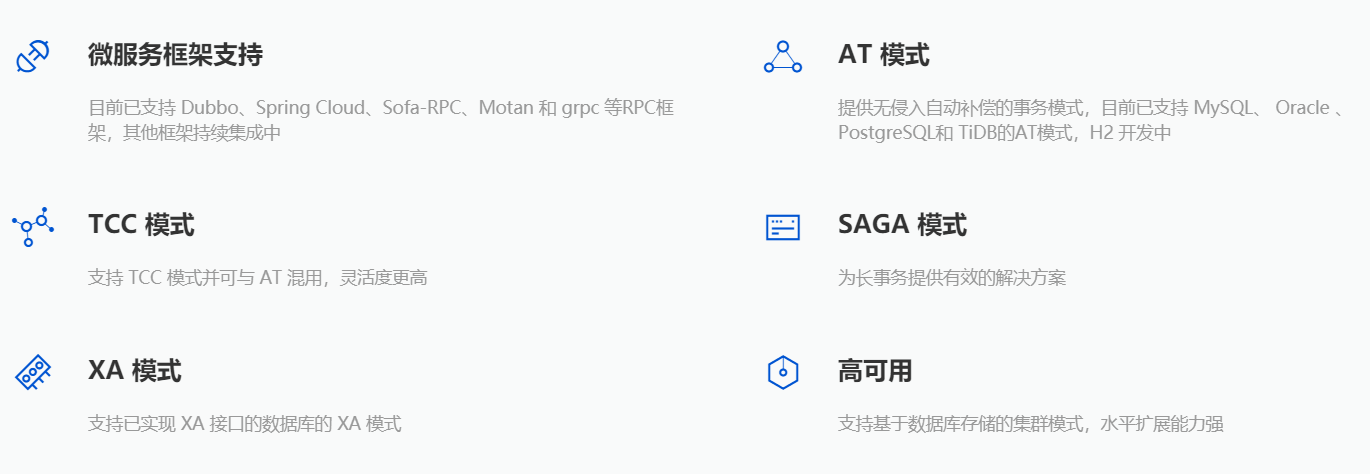 微服务框架支持
目前已支持 Dubbo、Spring Cloud、Sofa-RPC、Motan 和 grpc 等RPC框
架，其他框架持续集成中
AT 模式
提供无侵入自动补偿的事务模式，目前已支持 MySQL、 Oracle 、
PostgreSQL和 TiDB的AT模式，H2 开发中
TCC 模式
支持 TCC 模式并可与 AT 混用，灵活度更高
SAGA 模式
为长事务提供有效的解决方案
XA 模式
支持已实现 XA 接口的数据库的 XA 模式
高可用
支持基于数据库存储的集群模式，水平扩展能力强